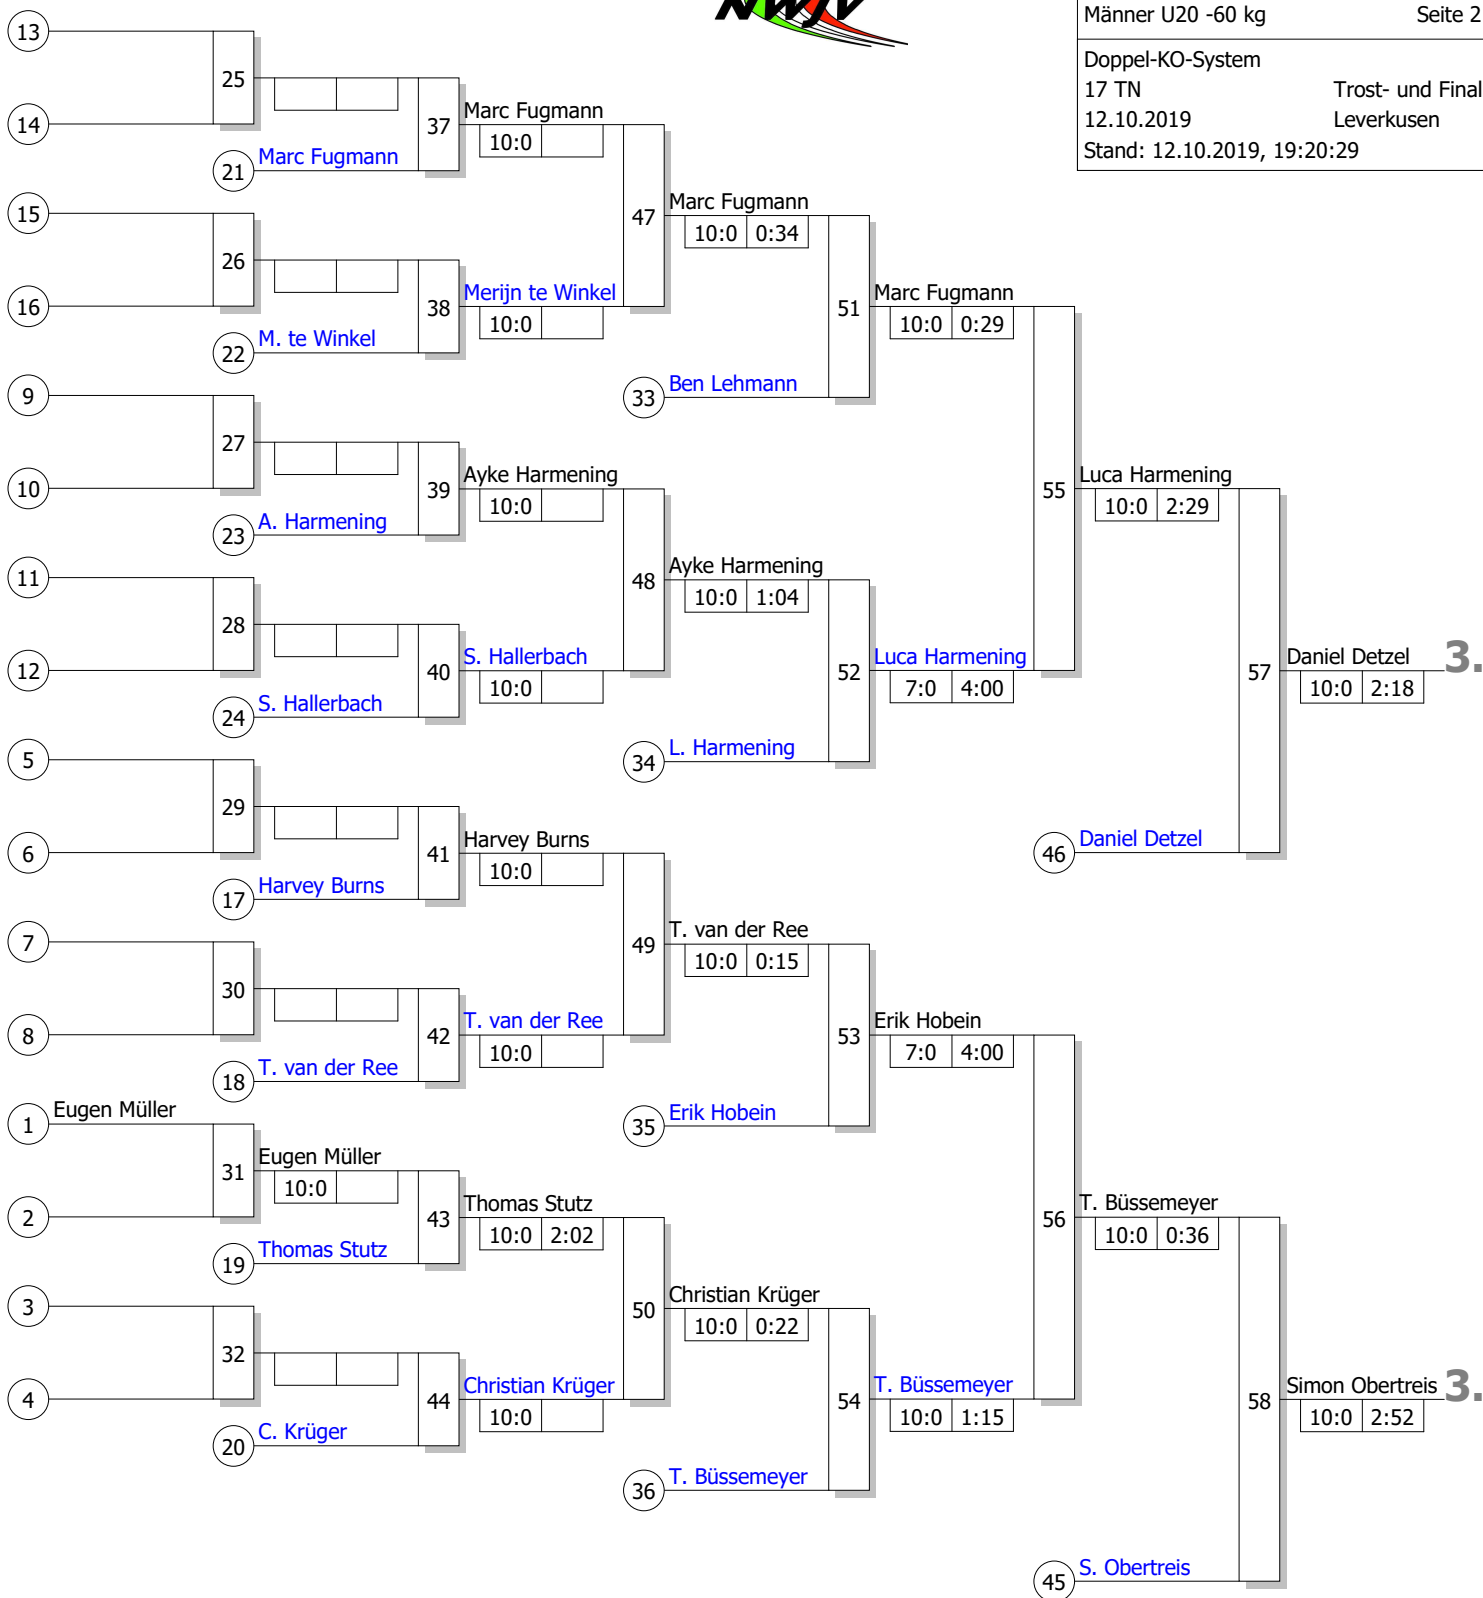 NWJV
Männer U20 -60 kg Seite 2
Doppel-KO-System
17 TN Trost- und Final
12.10.2019 Leverkusen
Stand: 12.10.2019, 19:20:29
13
25
14
37
Marc Fugmann
10:0
21
Marc Fugmann
15
47
Marc Fugmann
10:0 0:34
26
16
38
Merijn te Winkel
10:0
22
M. te Winkel
51
Marc Fugmann
10:0 0:29
33
Ben Lehmann
9
27
10
39
Ayke Harmening
10:0
23
A. Harmening
55
Luca Harmening
10:0 2:29
11
48
Ayke Harmening
10:0 1:04
28
12
40
S. Hallerbach
10:0
24
S. Hallerbach
52
Luca Harmening
7:0 4:00
57
Daniel Detzel
3.
10:0 2:18
34
L. Harmening
5
29
6
41
Harvey Burns
10:0
17
Harvey Burns
46
Daniel Detzel
7
49
T. van der Ree
10:0 0:15
30
8
42
T. van der Ree
10:0
18
T. van der Ree
53
Erik Hobein
7:0 4:00
35
Erik Hobein
1
Eugen Müller
31
Eugen Müller
10:0
2
43
Thomas Stutz
10:0 2:02
19
Thomas Stutz
56
T. Büssemeyer
10:0 0:36
3
50
Christian Krüger
10:0 0:22
32
4
44
Christian Krüger
10:0
20
C. Krüger
54
T. Büssemeyer
10:0 1:15
58
Simon Obertreis
3.
10:0 2:52
36
T. Büssemeyer
45
S. Obertreis